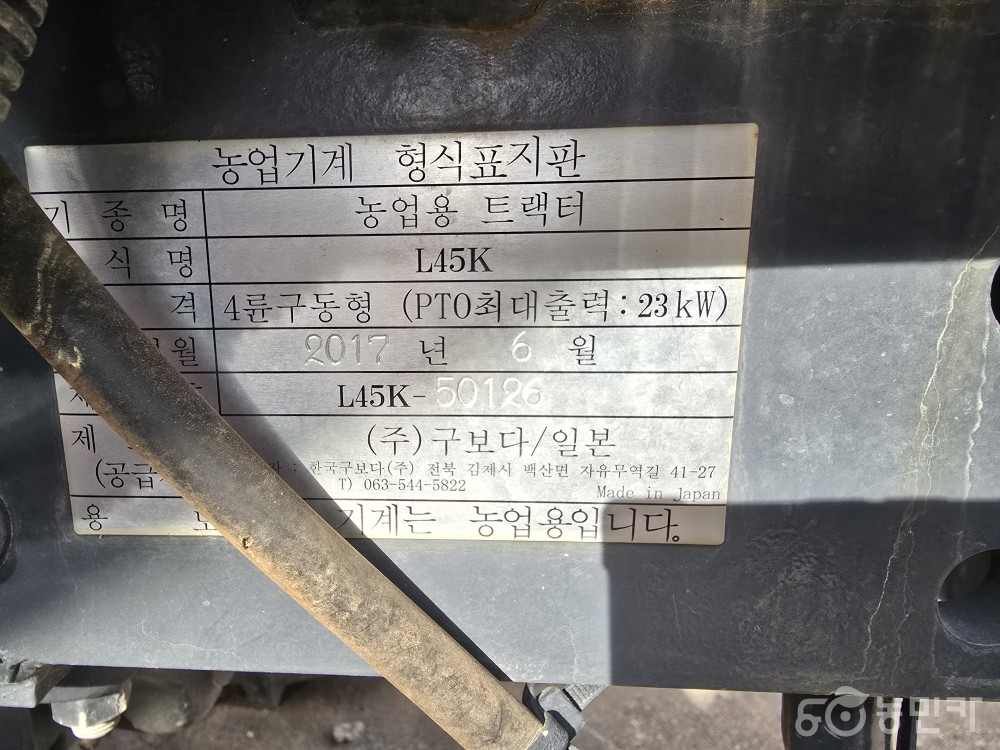 농업기계 형식표지판
기 종 명 농업용 트랙터
식 명 L45K
격 4륜구동형 (PTO최대출력: 23kW)
월 2017 년 6 월
L45K-50126
제 (주)구보다/일본
(공급 : 한국구보다(주) 전북 김제시 백산면 자유무역길 41-27
T) 063-544-5822
Made in Japan
용 기계는 농업용입니다.
농민키